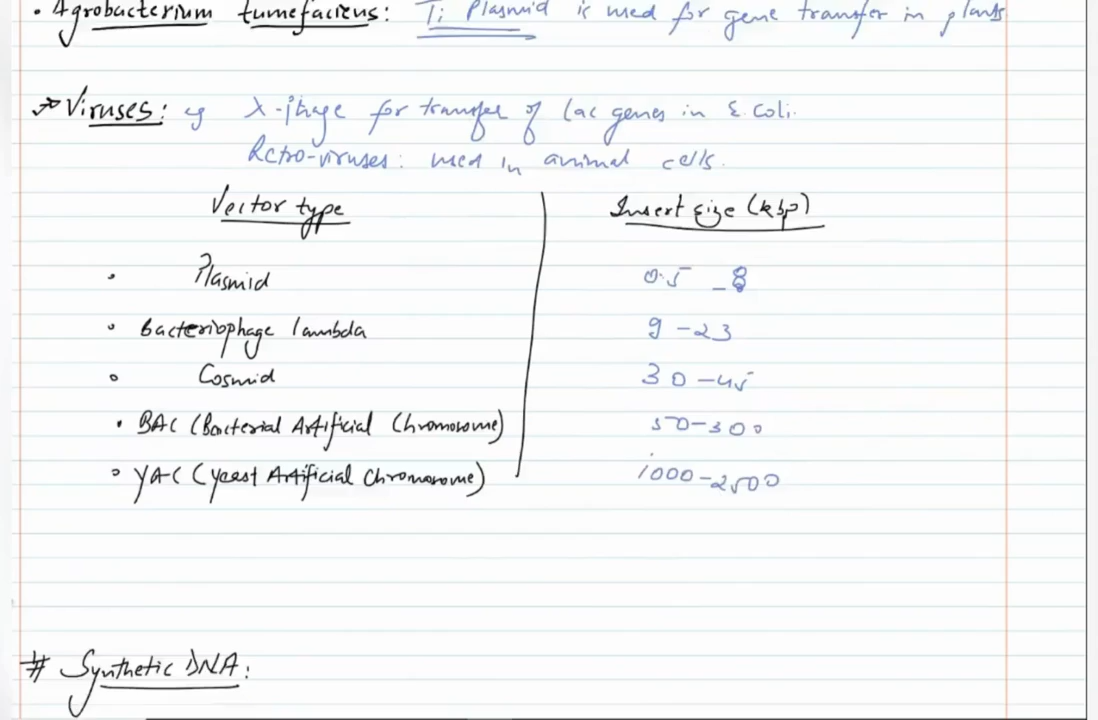 • Agrobacterium tumefaciens: Ti Plasmid is used for gene transfer in plants
→ Viruses: eg λ-phage for transfer of lac genes in E. coli.
Retro-viruses: used in animal cells.
Vector type | Insert size (kbp)
• Plasmid | 0.5 - 8
• Bacteriophage lambda | 9 - 23
• Cosmid | 30 - 45
• BAC (Bacterial Artificial Chromosome) | 50-300
• YAC (Yeast Artificial Chromosome) | 1000-2500
# Synthetic DNA: